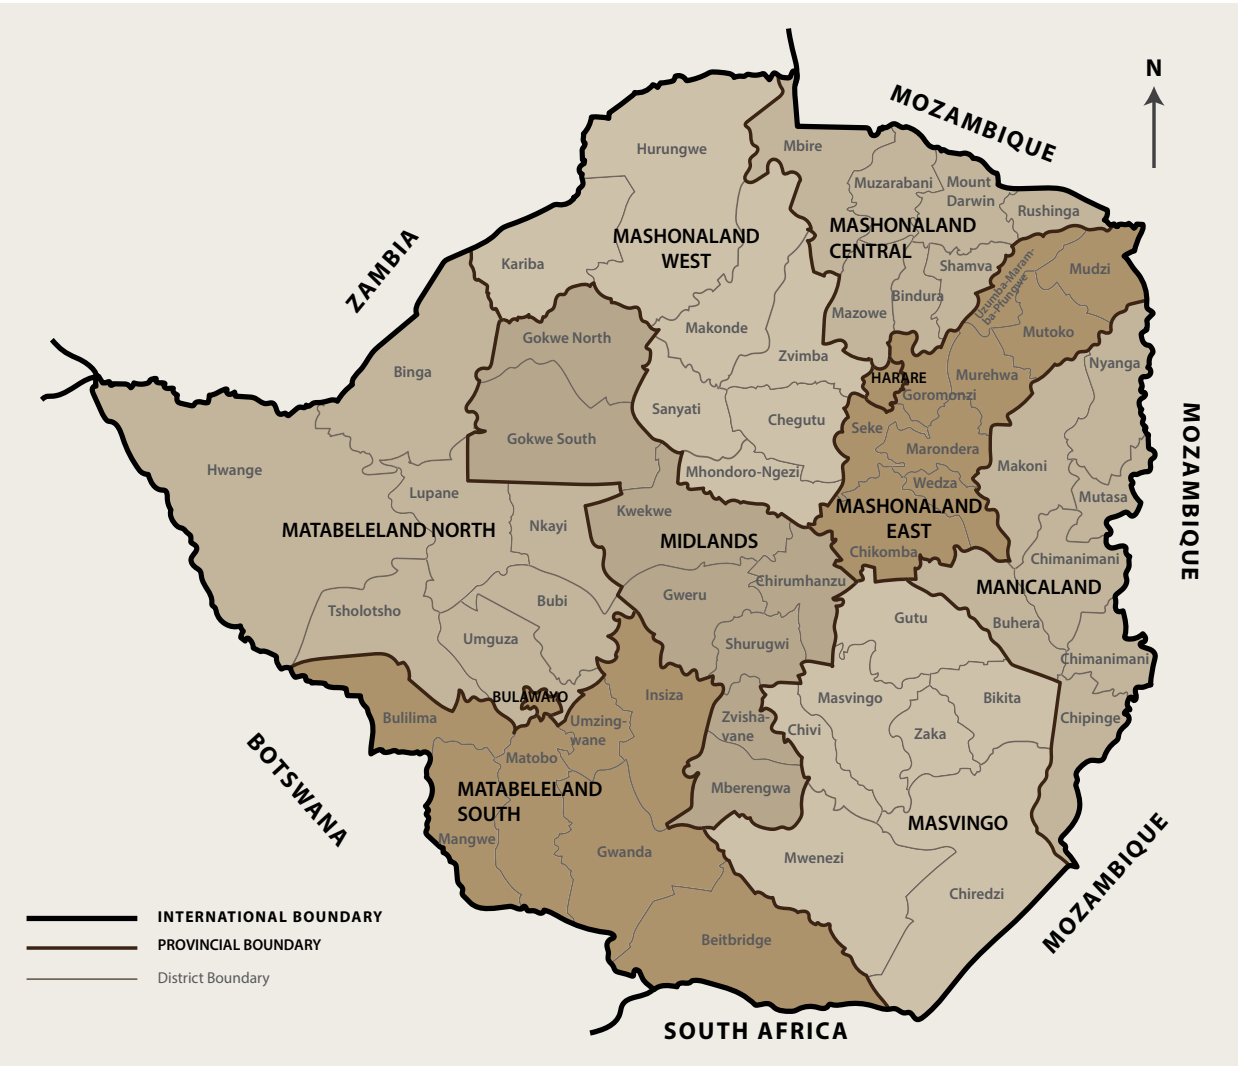 N
MOZAMBIQUE
Hurungwe
Mbire
Muzarabani
Mount
Darwin
Rushinga
MASHONALAND
WEST
MASHONALAND
CENTRAL
ZAMBIA
Kariba
Shamva
Uzumba-Maram-
ba-Pfungwe
Mudzi
Bindura
Mazowe
Makonde
Mutoko
Gokwe North
Zvimba
Nyanga
Binga
HARARE
Murehwa
Goromonzi
Sanyati
Chegutu
Seke
Gokwe South
Marondera
MOZAMBIQUE
Hwange
Mhondoro-Ngezi
Makoni
Lupane
Wedza
Mutasa
Kwekwe
MASHONALAND
EAST
MATABELELAND NORTH
Nkayi
MIDLANDS
Chikomba
Chimanimani
Chirumhanzu
MANICALAND
Gweru
Bubi
Tsholotsho
Gutu
Buhera
Umguza
Shurugwi
Chimanimani
BULAWAYO
Insiza
Masvingo
Bikita
Bulilima
Umzing-
wane
Zvisha-
vane
Chivi
Zaka
Chipinge
BOTSWANA
Matobo
MATABELELAND
SOUTH
Mberengwa
MASVINGO
Mangwe
Gwanda
Mwenezi
MOZAMBIQUE
Chiredzi
Beitbridge
INTERNATIONAL BOUNDARY
PROVINCIAL BOUNDARY
District Boundary
SOUTH AFRICA